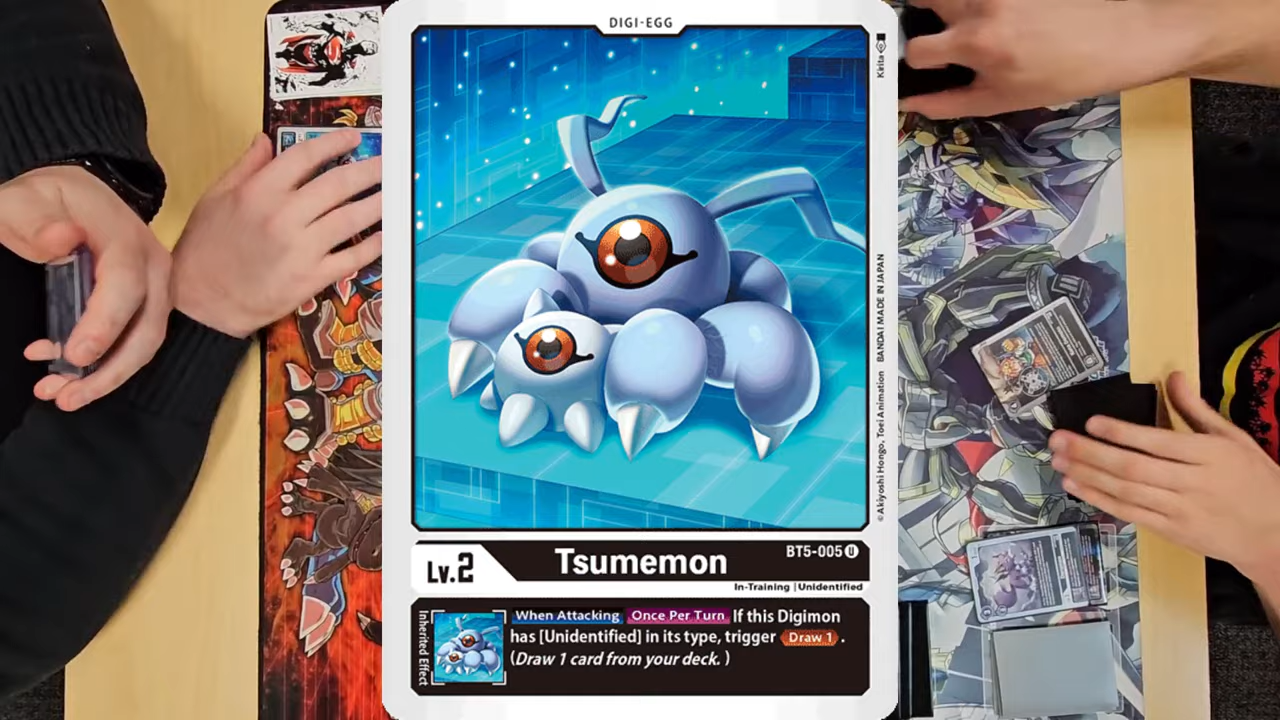 DIGI-EGG
Kirita
©Akiyoshi Hongo, Toei Animation BANDAI MADE IN JAPAN
Lv.2
Tsumemon
BT5-005 U
In-Training | Unidentified
Inherited Effect
When Attacking Once Per Turn If this Digimon
has [Unidentified] in its type, trigger Draw 1 .
(Draw 1 card from your deck. )